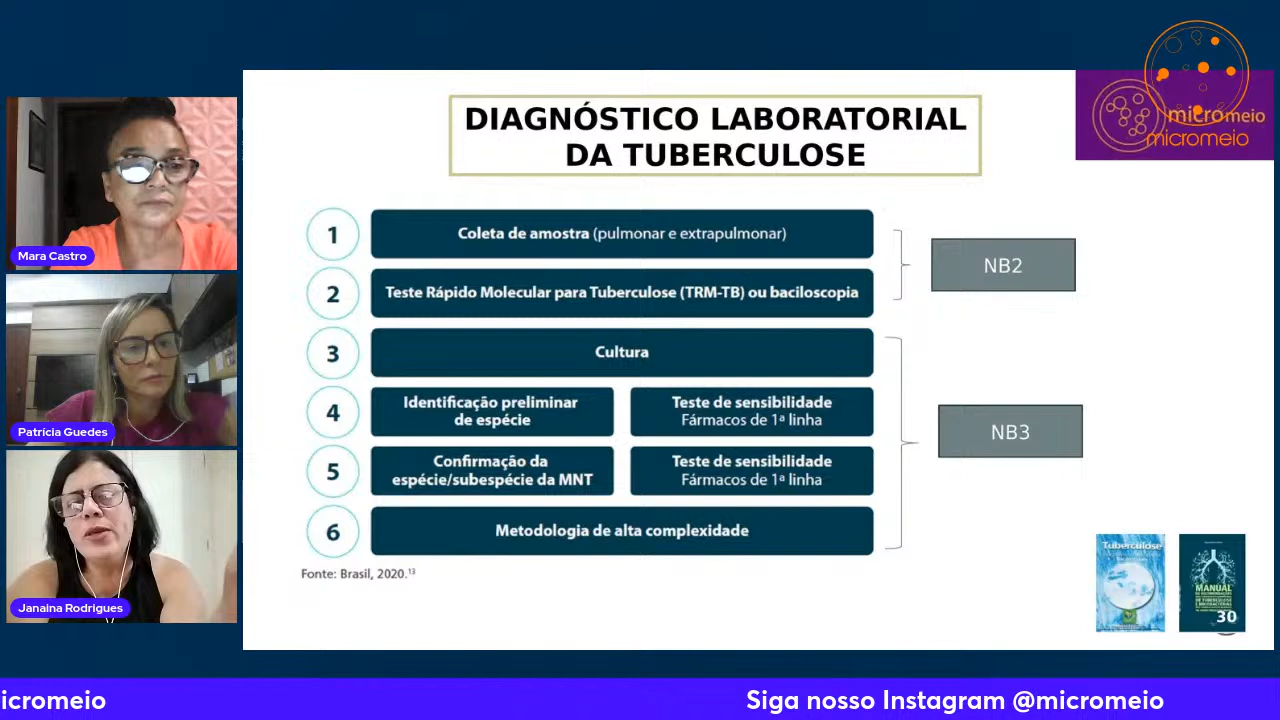 DIAGNÓSTICO LABORATORIAL
DA TUBERCULOSE
micromeio
micromeio
1
Coleta de amostra (pulmonar e extrapulmonar)
2
Teste Rápido Molecular para Tuberculose (TRM-TB) ou baciloscopia
NB2
3
Cultura
4
Identificação preliminar
de espécie
Teste de sensibilidade
Fármacos de 1ª linha
5
Confirmação da
espécie/subespécie da MNT
Teste de sensibilidade
Fármacos de 1ª linha
NB3
6
Metodologia de alta complexidade
Fonte: Brasil, 2020.¹³
Tuberculose
MANUAL
DE RECOMENDAÇÕES
30
Mara Castro
Patrícia Guedes
Janaina Rodrigues
icromeio
Siga nosso Instagram @micromeio